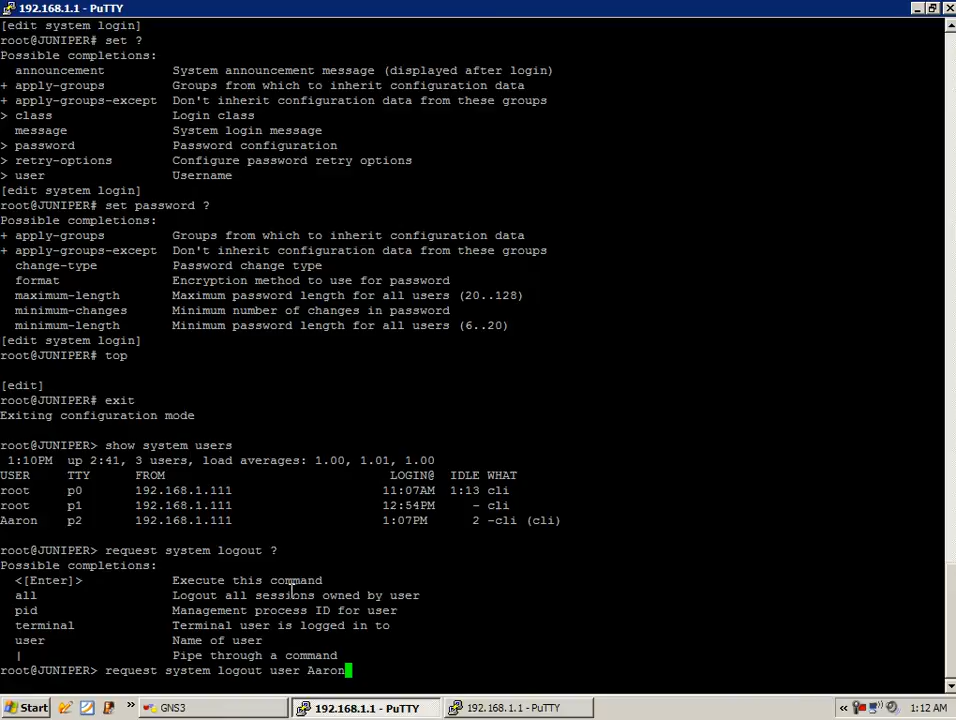 192.168.1.1 - PuTTY
[edit system login]
root@JUNIPER# set ?
Possible completions:
  announcement         System announcement message (displayed after login)
+ apply-groups         Groups from which to inherit configuration data
+ apply-groups-except  Don't inherit configuration data from these groups
> class                Login class
  message              System login message
> password             Password configuration
> retry-options        Configure password retry options
> user                 Username
[edit system login]
root@JUNIPER# set password ?
Possible completions:
+ apply-groups         Groups from which to inherit configuration data
+ apply-groups-except  Don't inherit configuration data from these groups
  change-type          Password change type
  format               Encryption method to use for password
  maximum-length       Maximum password length for all users (20..128)
  minimum-changes      Minimum number of changes in password
  minimum-length       Minimum password length for all users (6..20)
[edit system login]
root@JUNIPER# top
[edit]
root@JUNIPER# exit
Exiting configuration mode
root@JUNIPER> show system users
 1:10PM  up 2:41, 3 users, load averages: 1.00, 1.01, 1.00
USER     TTY      FROM                              LOGIN@  IDLE WHAT
root     p0       192.168.1.111                    11:07AM  1:13 cli
root     p1       192.168.1.111                    12:54PM     - cli
Aaron    p2       192.168.1.111                    1:07PM      2 -cli (cli)
root@JUNIPER> request system logout ?
Possible completions:
  <[Enter]>            Execute this command
  all                  Logout all sessions owned by user
  pid                  Management process ID for user
  terminal             Terminal user is logged in to
  user                 Name of user
  |                    Pipe through a command
root@JUNIPER> request system logout user Aaron
Start » GNS3 192.168.1.1 - PuTTY 192.168.1.1 - PuTTY « 1:12 AM